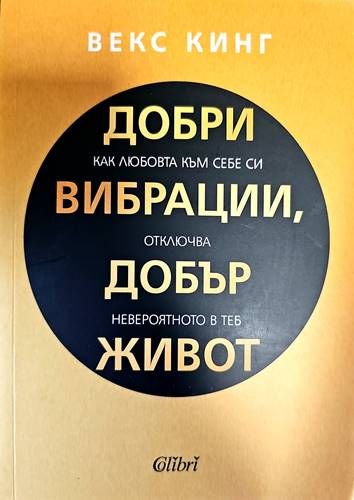 ВЕКС КИНГ
ДОБРИ
КАК ЛЮБОВТА КЪМ СЕБЕ СИ
ВИБРАЦИИ,
ОТКЛЮЧВА
ДОБЪР
НЕВЕРОЯТНОТО В ТЕБ
ЖИВОТ
Colibri